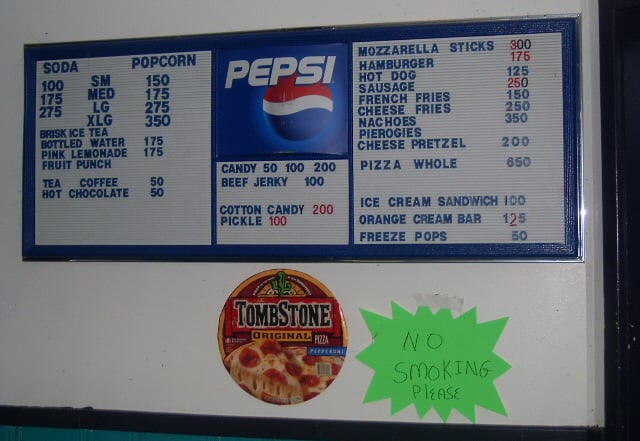 SODA POPCORN
100 SM 150
175 MED 175
275 LG 275
XLG 350
BRISK ICE TEA
BOTTLED WATER 175
PINK LEMONADE 175
FRUIT PUNCH
TEA COFFEE 50
HOT CHOCOLATE 50
PEPSI
CANDY 50 100 200
BEEF JERKY 100
COTTON CANDY 200
PICKLE 100
MOZZARELLA STICKS 300
HAMBURGER 175
HOT DOG 125
SAUSAGE 250
FRENCH FRIES 150
CHEESE FRIES 250
NACHOES 350
PIEROGIES
CHEESE PRETZEL 200
PIZZA WHOLE 650
ICE CREAM SANDWICH 100
ORANGE CREAM BAR 125
FREEZE POPS 50
TOMBSTONE
ORIGINAL PIZZA
PEPPERONI
NO
SMOKING
PLEASE